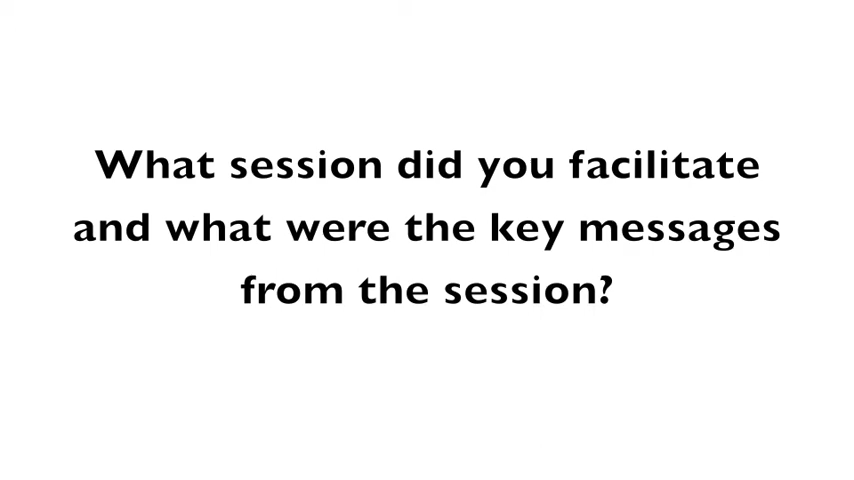 What session did you facilitate
and what were the key messages
from the session?